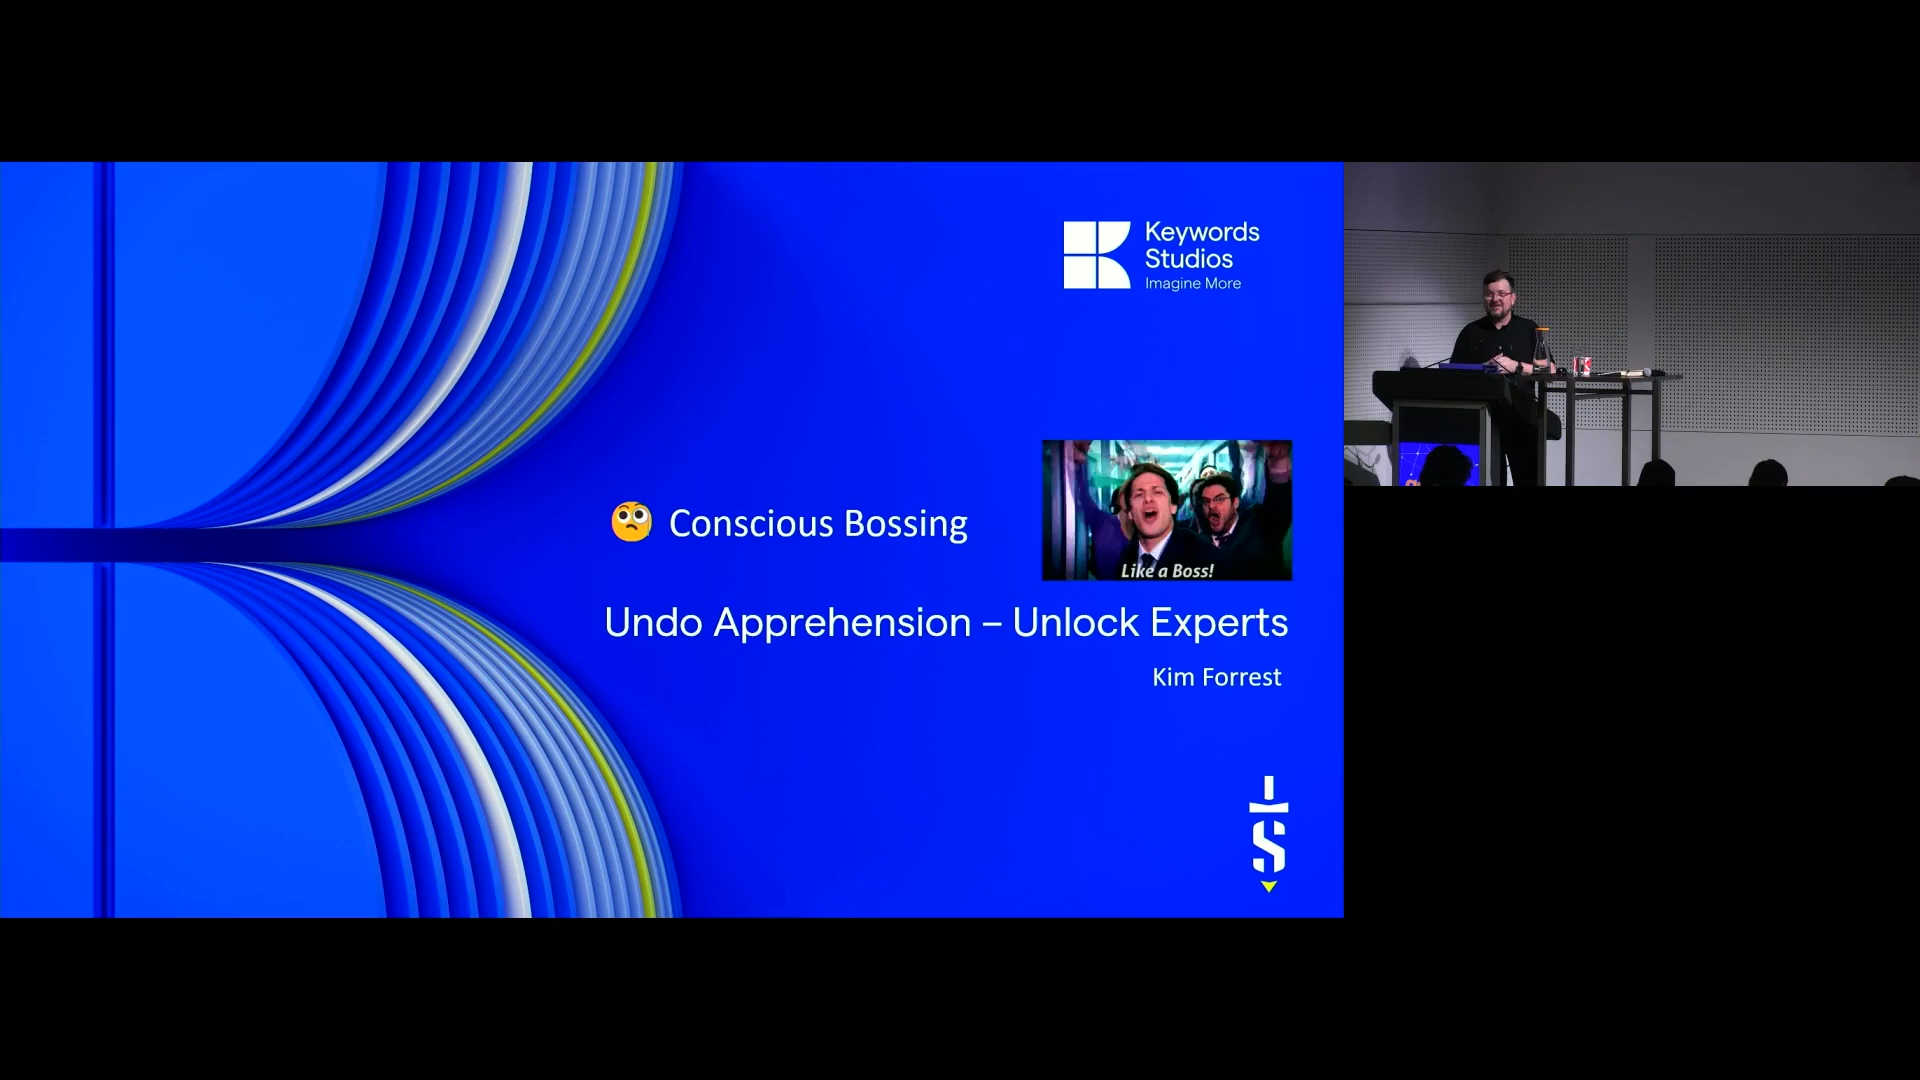 Keywords
Studios
Imagine More
Conscious Bossing
Like a Boss!
Undo Apprehension – Unlock Experts
Kim Forrest